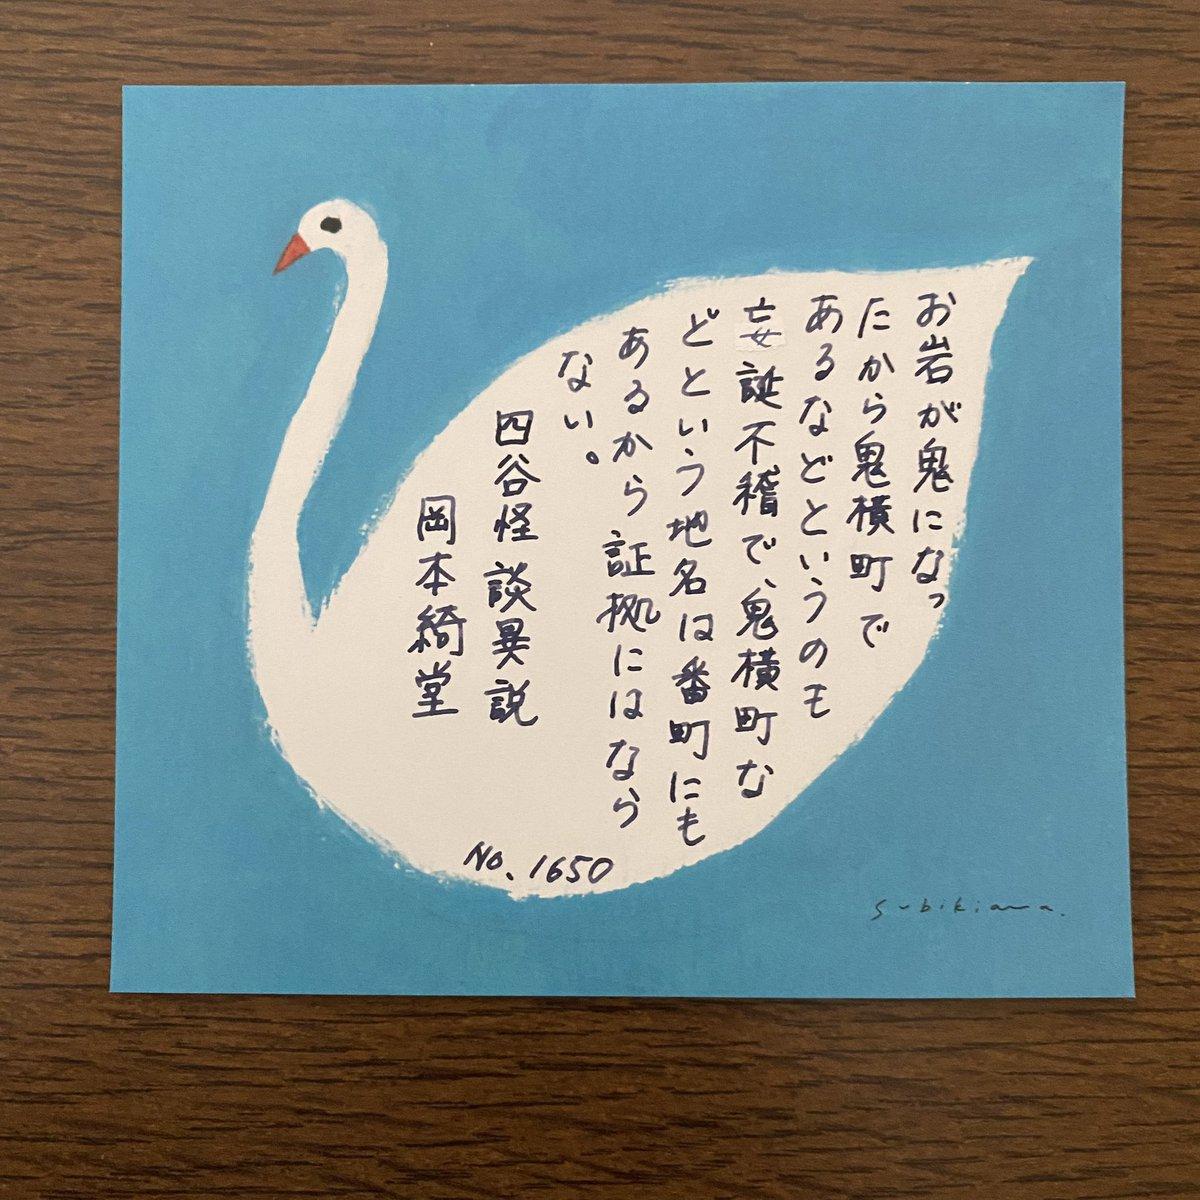 お岩が鬼になっ
たから鬼横町で
あるなどというのも
妄誕不稽で、鬼横町な
どという地名は番町にも
あるから証拠にはなら
ない。
四谷怪談異説
岡本綺堂
No. 1650
subikiawa.